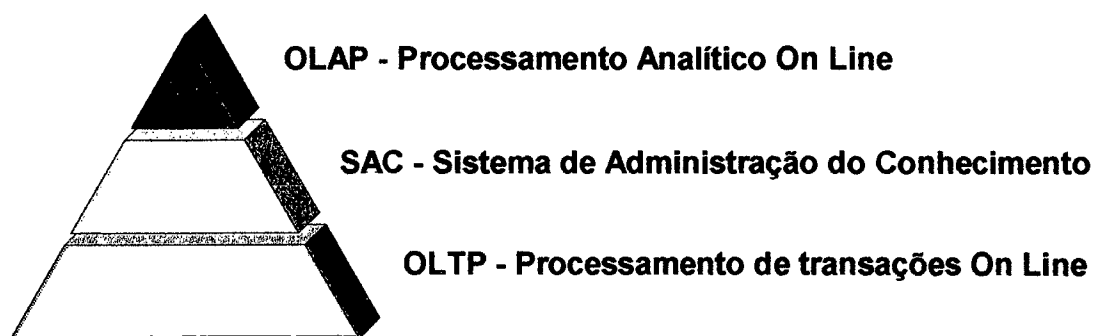 OLAP - Processamento Analítico On Line
SAC - Sistema de Administração do Conhecimento
OLTP - Processamento de transações On Line